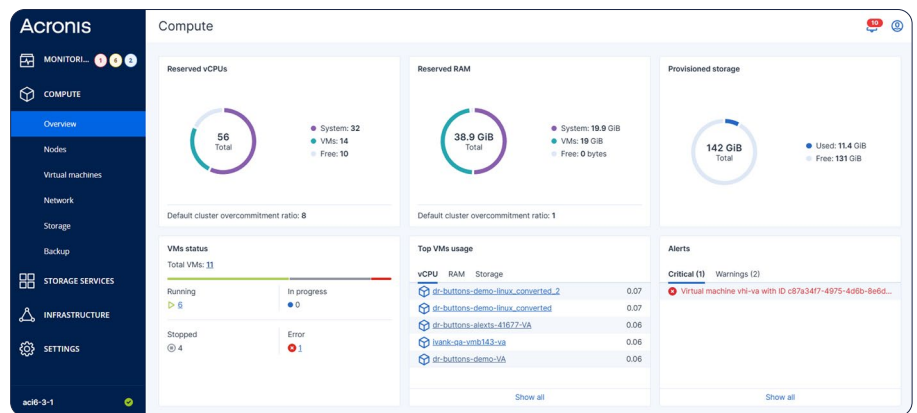 Acronis
Compute
10
MONITORI... 1 6 2
COMPUTE
Overview
Nodes
Virtual machines
Network
Storage
Backup
STORAGE SERVICES
INFRASTRUCTURE
SETTINGS
aci6-3-1
Reserved vCPUs
56
Total
System: 32
VMs: 14
Free: 10
Default cluster overcommitment ratio: 8
Reserved RAM
38.9 GiB
Total
System: 19.9 GiB
VMs: 19 GiB
Free: 0 bytes
Default cluster overcommitment ratio: 1
Provisioned storage
142 GiB
Total
Used: 11.4 GiB
Free: 131 GiB
VMs status
Total VMs: 11
Running
6
In progress
0
Stopped
4
Error
1
Top VMs usage
vCPU RAM Storage
dr-buttons-demo-linux_converted_2 0.07
dr-buttons-demo-linux_converted 0.07
dr-buttons-alexts-41677-VA 0.06
ivank-qa-vmb143-va 0.06
dr-buttons-demo-VA 0.06
Show all
Alerts
Critical (1) Warnings (2)
Virtual machine vhi-va with ID c87a34f7-4975-4d6b-8e6d...
Show all